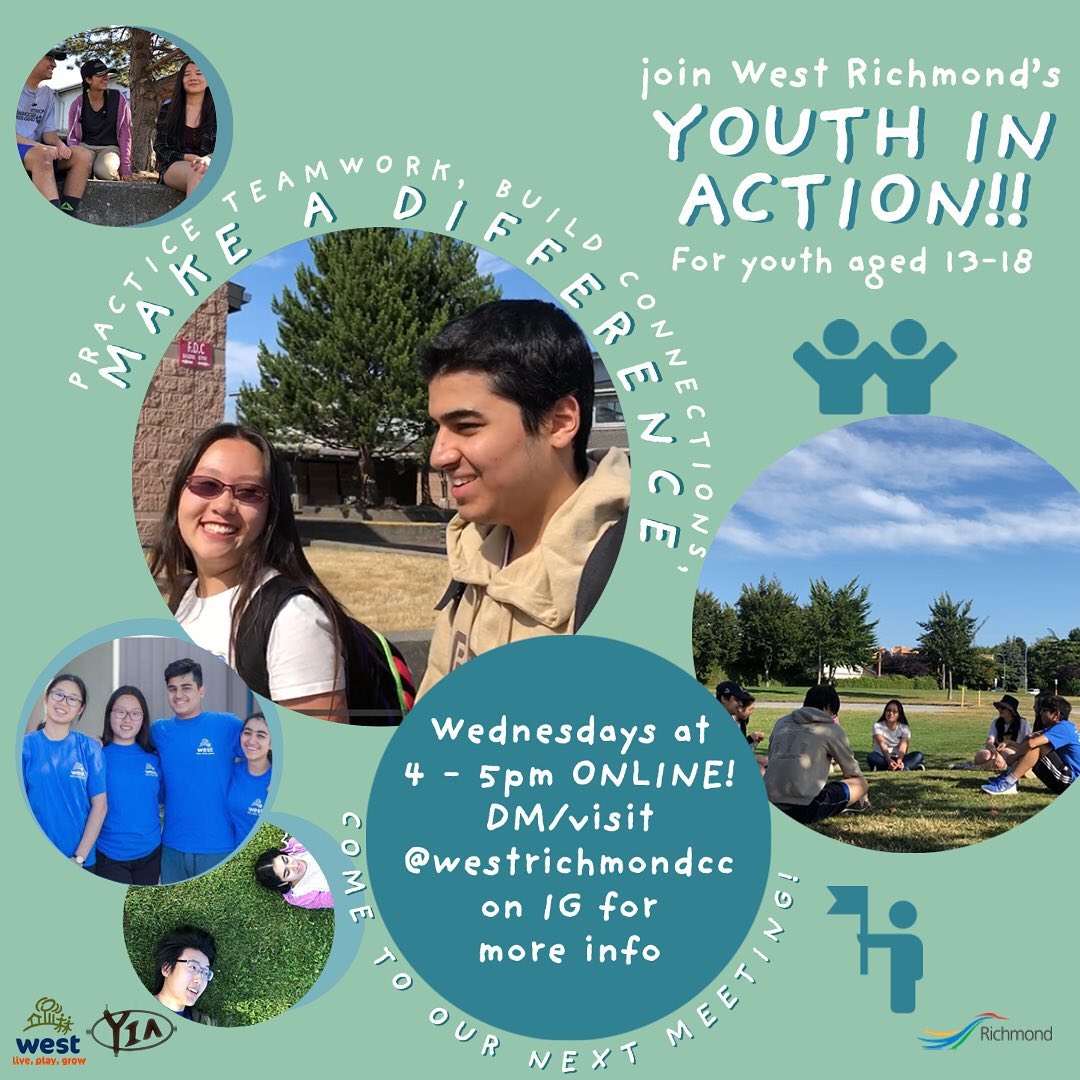 join West Richmond's
YOUTH IN
ACTION!!
For youth aged 13-18
PRACTICE TEAMWORK, BUILD CONNECTIONS,
MAKE A DIFFERENCE
F.D.C
west
Wednesdays at
4 - 5pm ONLINE!
DM/visit
@westrichmondcc
on IG for
more info
COME TO OUR NEXT MEETING!
west
live, play, grow
YIA
Richmond